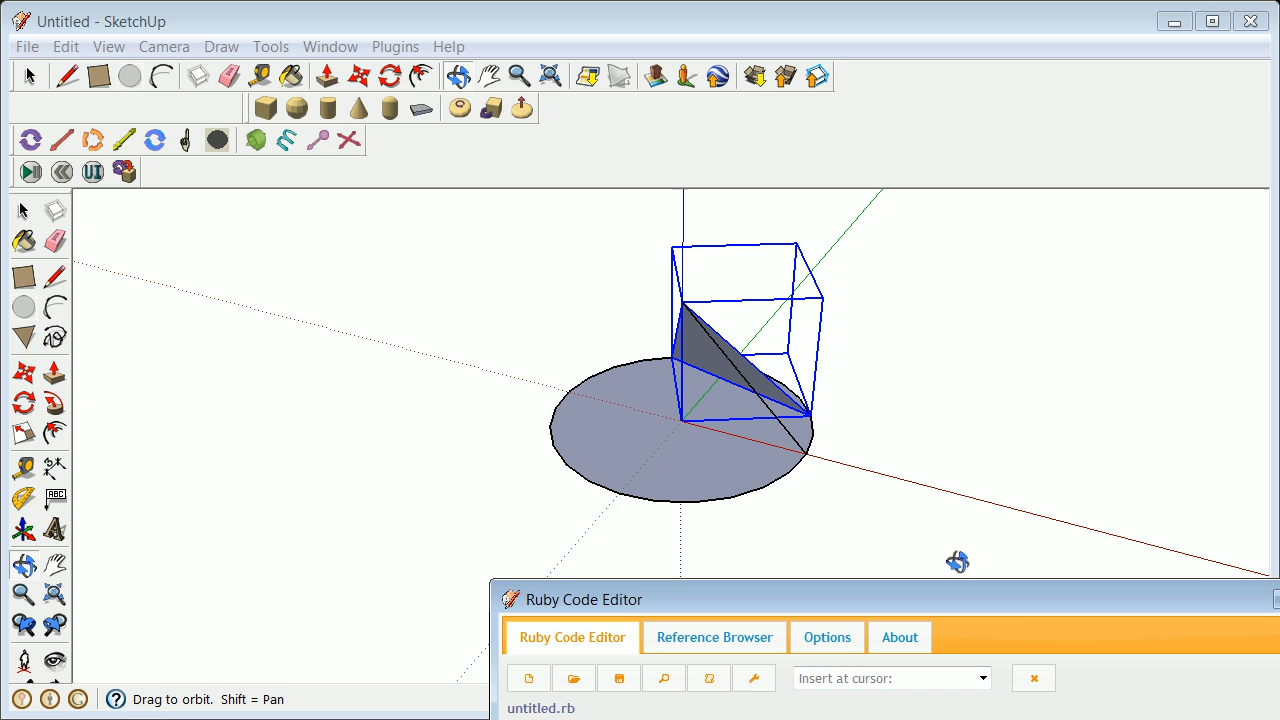 Untitled - SketchUp
File Edit View Camera Draw Tools Window Plugins Help
UI
ABC
A
Ruby Code Editor
Ruby Code Editor Reference Browser Options About
Insert at cursor:
Drag to orbit. Shift = Pan
untitled.rb